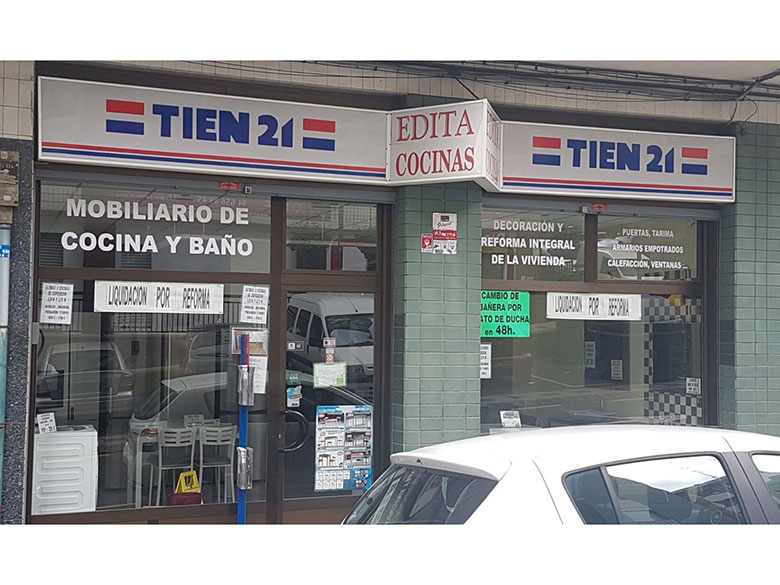 TIEN 21
EDITA
COCINAS
TIEN 21
MOBILIARIO DE
COCINA Y BAÑO
DECORACIÓN Y
REFORMA INTEGRAL
DE LA VIVIENDA
PUERTAS, TARIMA
ARMARIOS EMPOTRADOS
CALEFACCIÓN, VENTANAS ...
LIQUIDACION POR REFORMA
CAMBIO DE
BAÑERA POR
ATO DE DUCHA
en 48h.
LIQUIDACION POR REFORMA